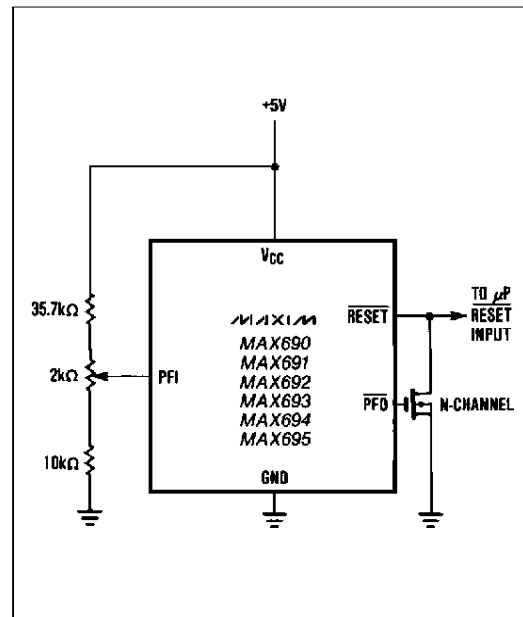 +5V
VCC
35.7kΩ
2kΩ
10kΩ
PFI
MAXIM
MAX690
MAX691
MAX692
MAX693
MAX694
MAX695
GND
RESET
PFO
TO µP
RESET
INPUT
N-CHANNEL